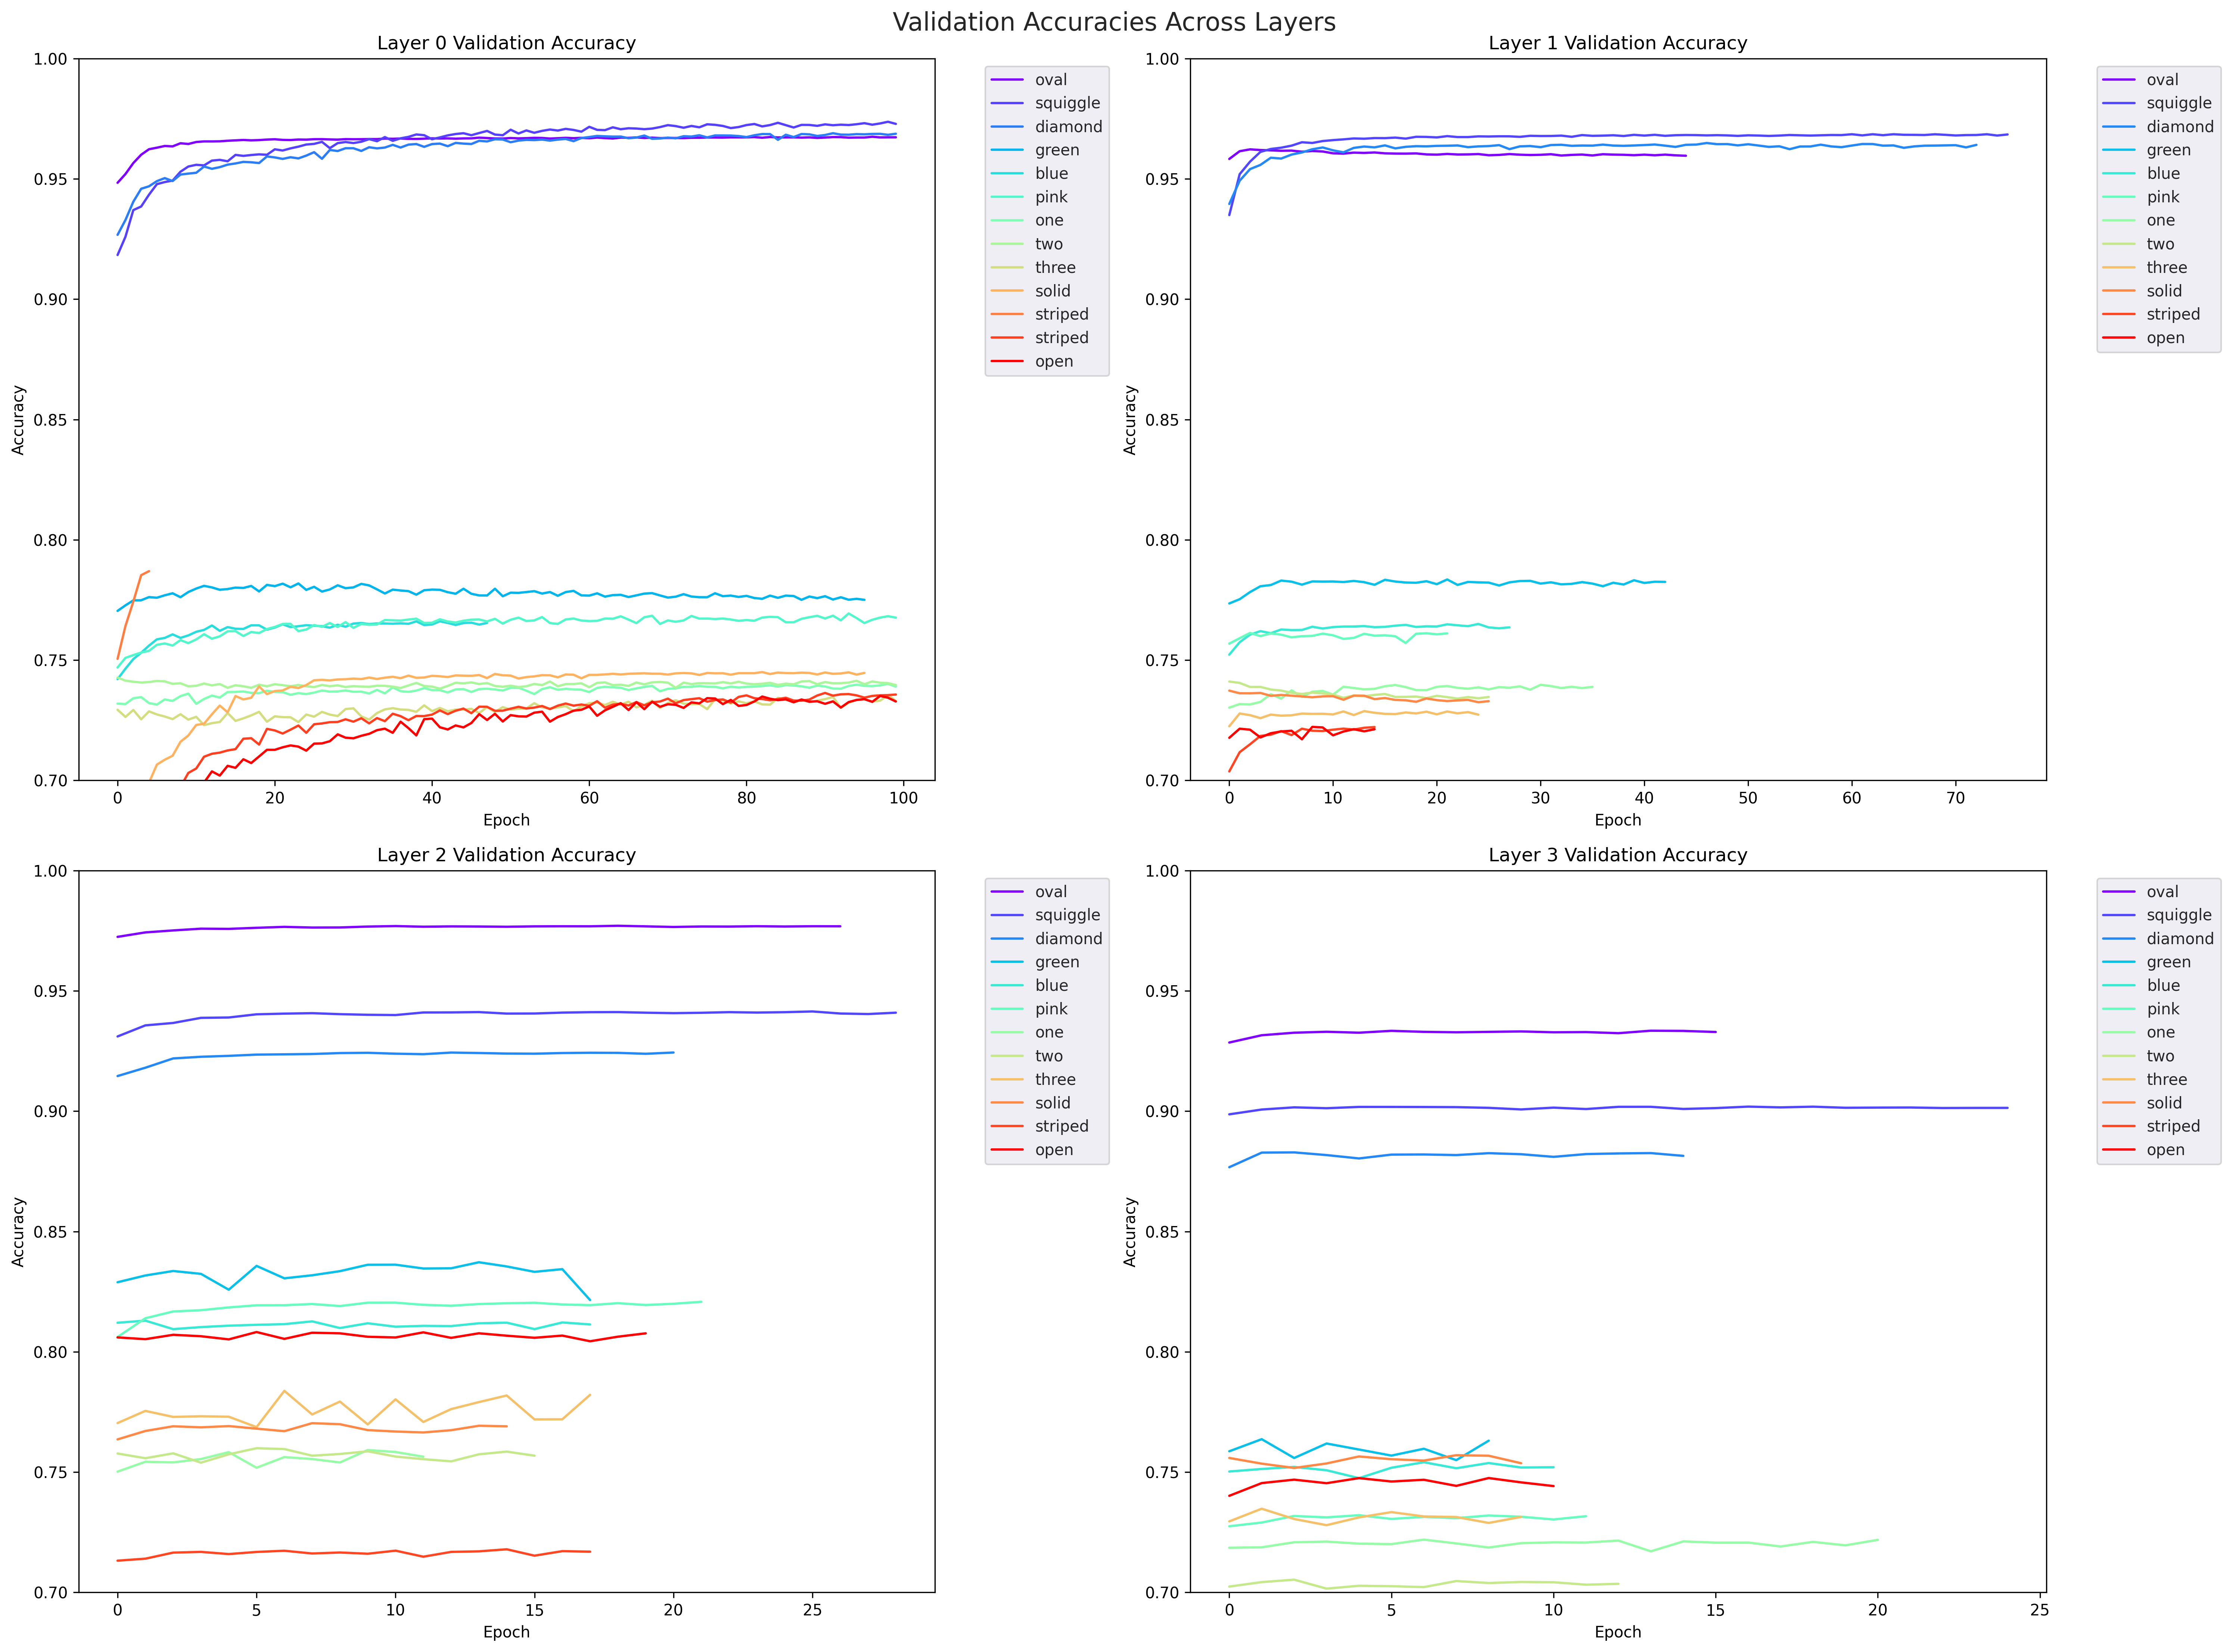 Validation Accuracies Across Layers
Layer 0 Validation Accuracy
1.00
0.95
0.90
0.85
0.80
0.75
0.70
Accuracy
0
20
40
60
80
100
Epoch
oval
squiggle
diamond
green
blue
pink
one
two
three
solid
striped
striped
open
Layer 1 Validation Accuracy
1.00
0.95
0.90
0.85
0.80
0.75
0.70
Accuracy
0
10
20
30
40
50
60
70
Epoch
oval
squiggle
diamond
green
blue
pink
one
two
three
solid
striped
open
Layer 2 Validation Accuracy
1.00
0.95
0.90
0.85
0.80
0.75
0.70
Accuracy
0
5
10
15
20
25
Epoch
oval
squiggle
diamond
green
blue
pink
one
two
three
solid
striped
open
Layer 3 Validation Accuracy
1.00
0.95
0.90
0.85
0.80
0.75
0.70
Accuracy
0
5
10
15
20
25
Epoch
oval
squiggle
diamond
green
blue
pink
one
two
three
solid
striped
open